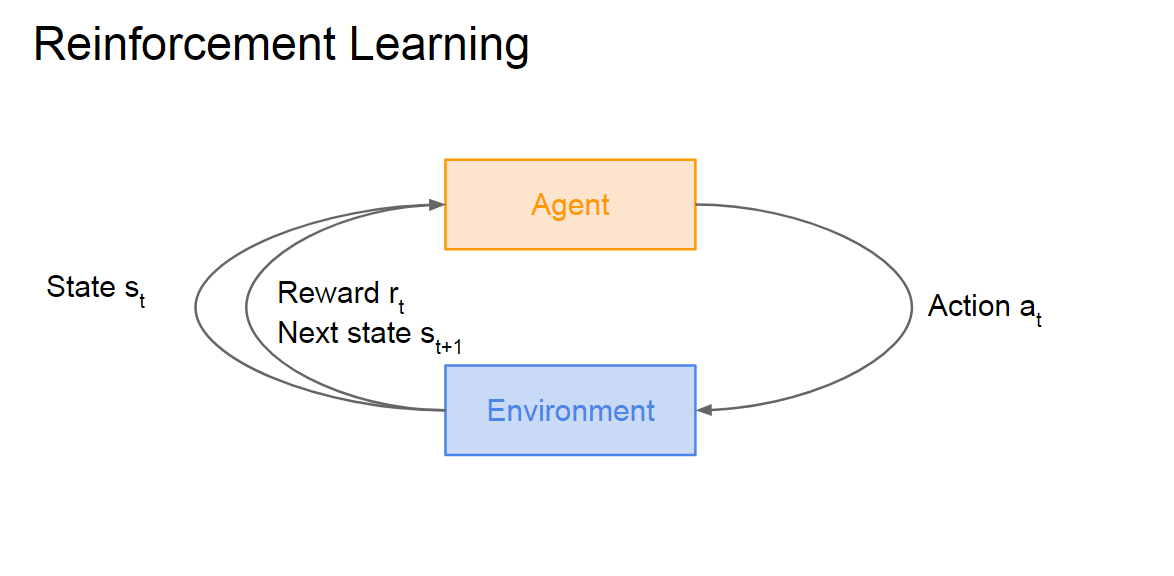 Reinforcement Learning
Agent
State sₜ
Reward rₜ
Next state sₜ₊₁
Action aₜ
Environment